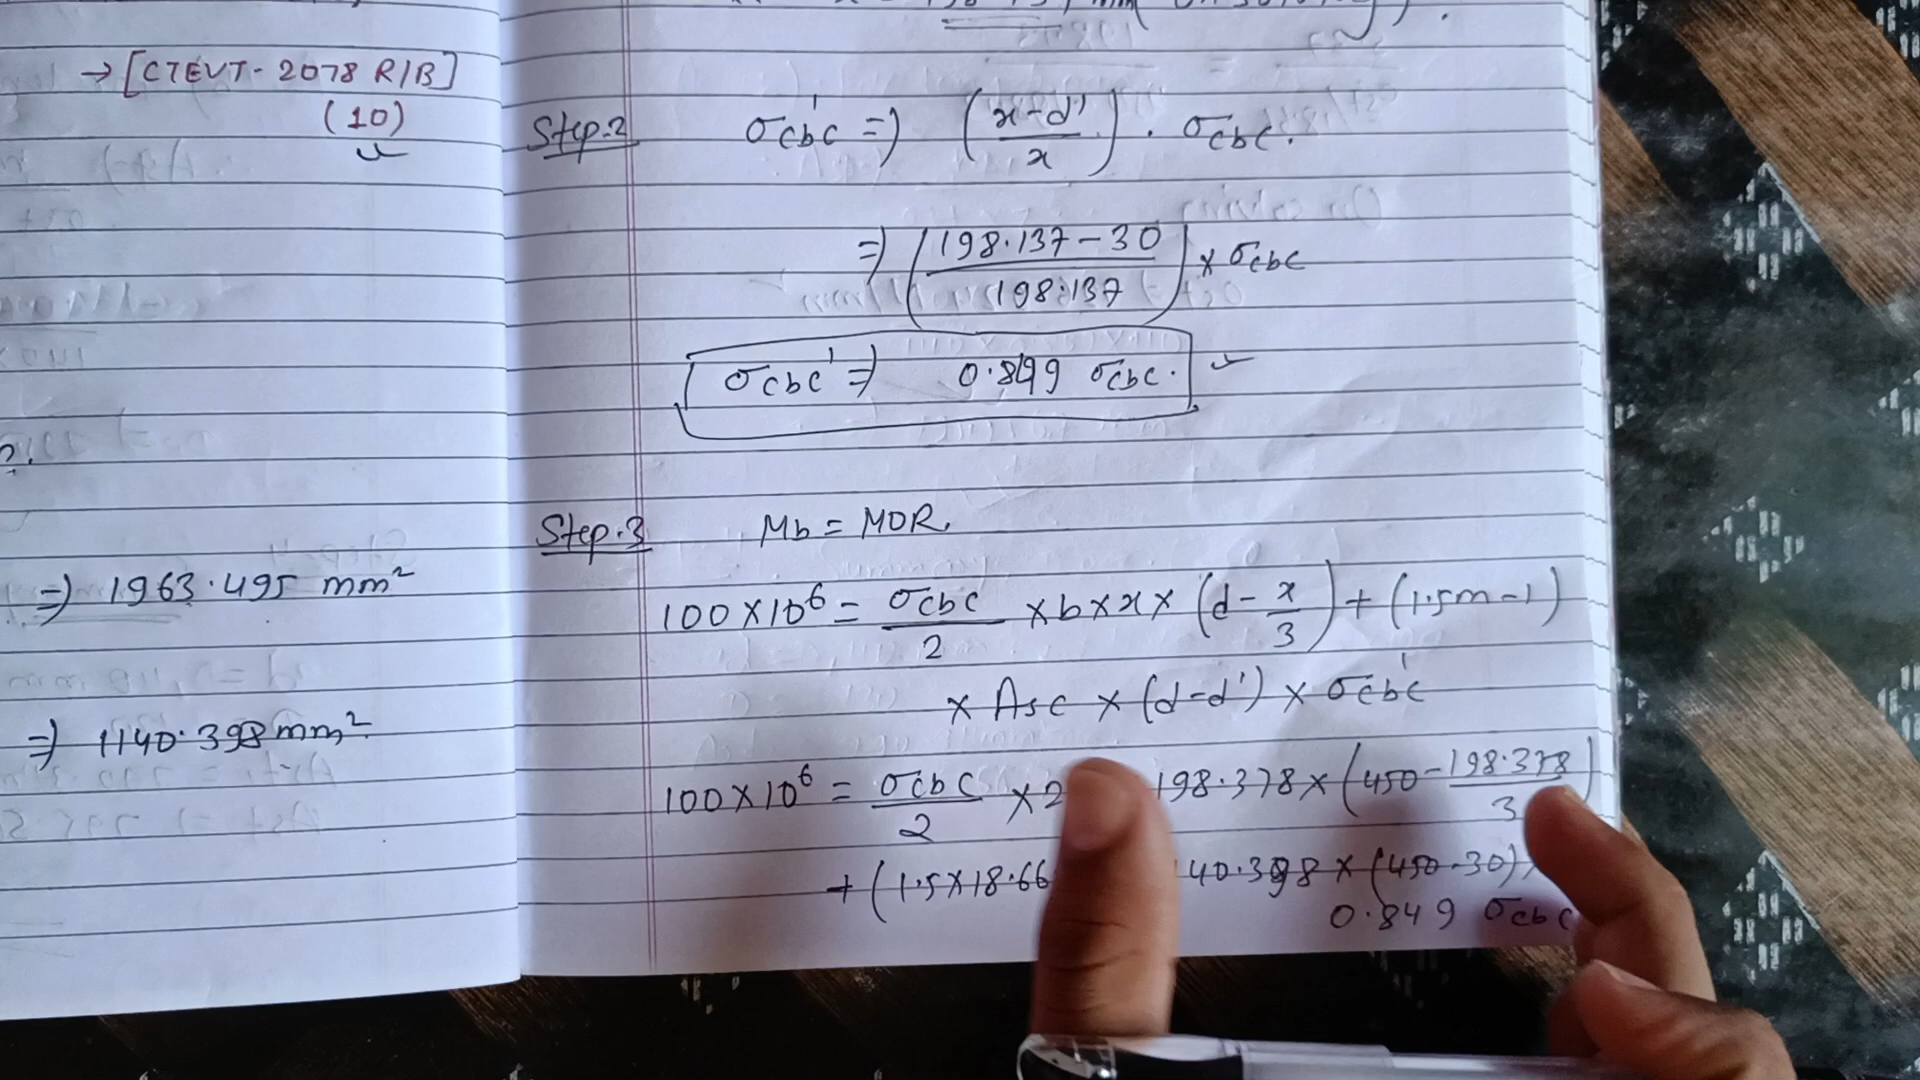 → [CTEVT- 2078 R/B]
(10)
⇒ 1963.495 mm²
⇒ 1140.398 mm²
Step.2 σcbc' ⇒ (x-d'/x) . σcbc.
⇒ (198.137-30/198.137) × σcbc
σcbc' ⇒ 0.849 σcbc.
Step.3 Mb = MOR.
100×10⁶ = σcbc/2 ×b×x× (d-x/3) + (1.5m-1)
× Asc × (d-d') × σcbc'
100×10⁶ = σcbc/2 ×2 198.378× (450-198.378/3)
+ (1.5×18.66 40.398 × (450-30)
0.849 σcbc